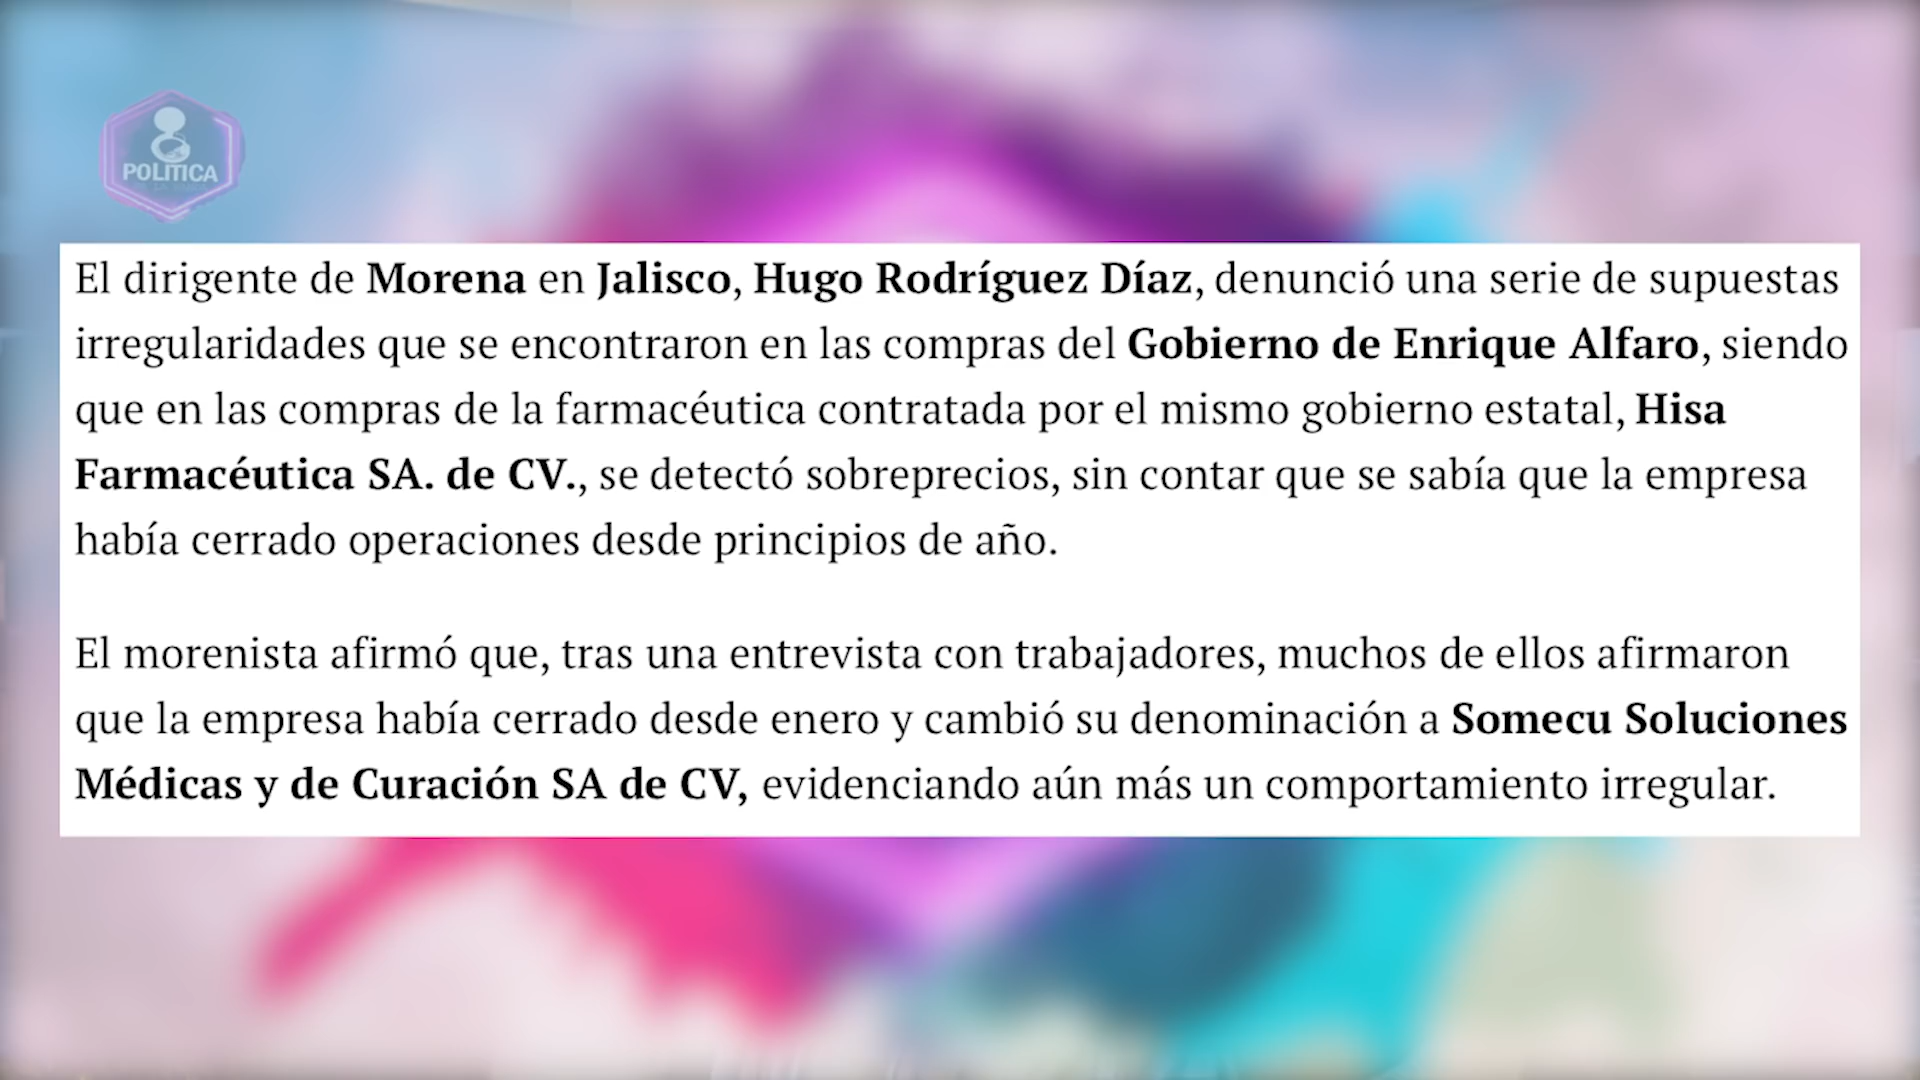 POLITICA
El dirigente de Morena en Jalisco, Hugo Rodríguez Díaz, denunció una serie de supuestas
irregularidades que se encontraron en las compras del Gobierno de Enrique Alfaro, siendo
que en las compras de la farmacéutica contratada por el mismo gobierno estatal, Hisa
Farmacéutica SA. de CV., se detectó sobreprecios, sin contar que se sabía que la empresa
había cerrado operaciones desde principios de año.
El morenista afirmó que, tras una entrevista con trabajadores, muchos de ellos afirmaron
que la empresa había cerrado desde enero y cambió su denominación a Somecu Soluciones
Médicas y de Curación SA de CV, evidenciando aún más un comportamiento irregular.